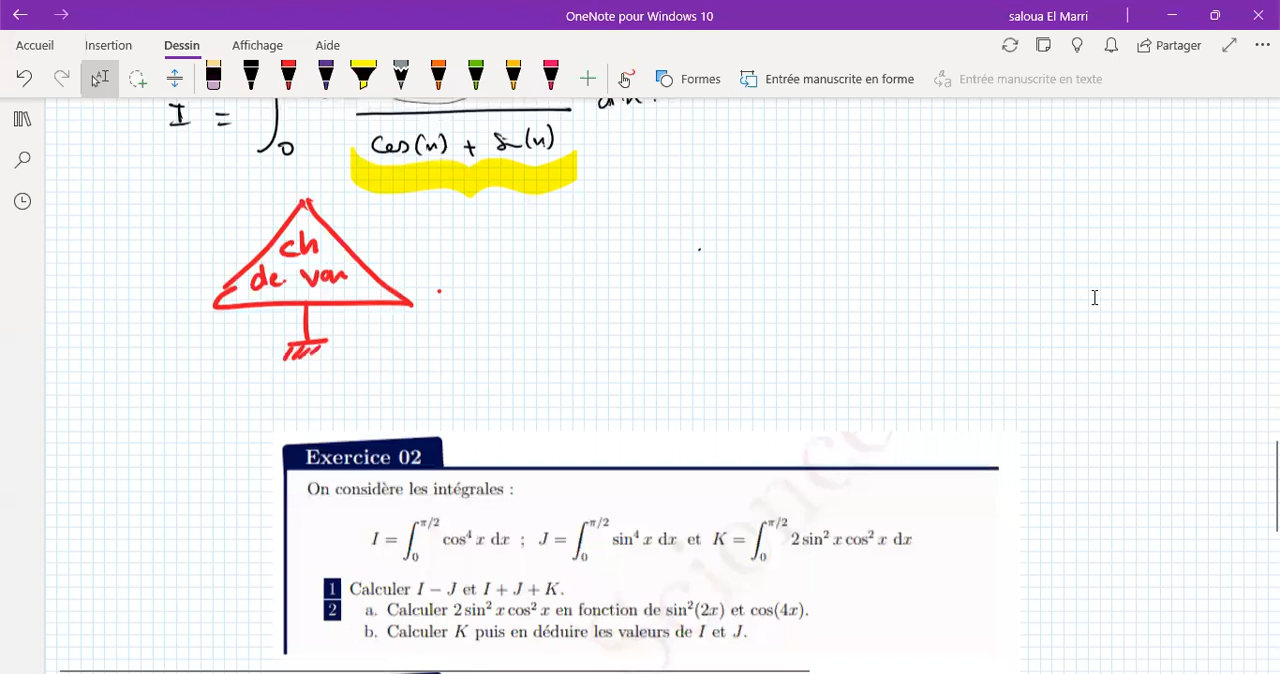 OneNote pour Windows 10
saloua El Marri
Accueil Insertion Dessin Affichage Aide
Partager
Formes Entrée manuscrite en forme Entrée manuscrite en texte
I = ∫0
cos(x) + sin(x)
ch
de var
Exercice 02
On considère les intégrales :
I = ∫₀^{π/2} cos⁴ x dx ; J = ∫₀^{π/2} sin⁴ x dx et K = ∫₀^{π/2} 2 sin² x cos² x dx
1 Calculer I − J et I + J + K.
2 a. Calculer 2 sin² x cos² x en fonction de sin²(2x) et cos(4x).
b. Calculer K puis en déduire les valeurs de I et J.